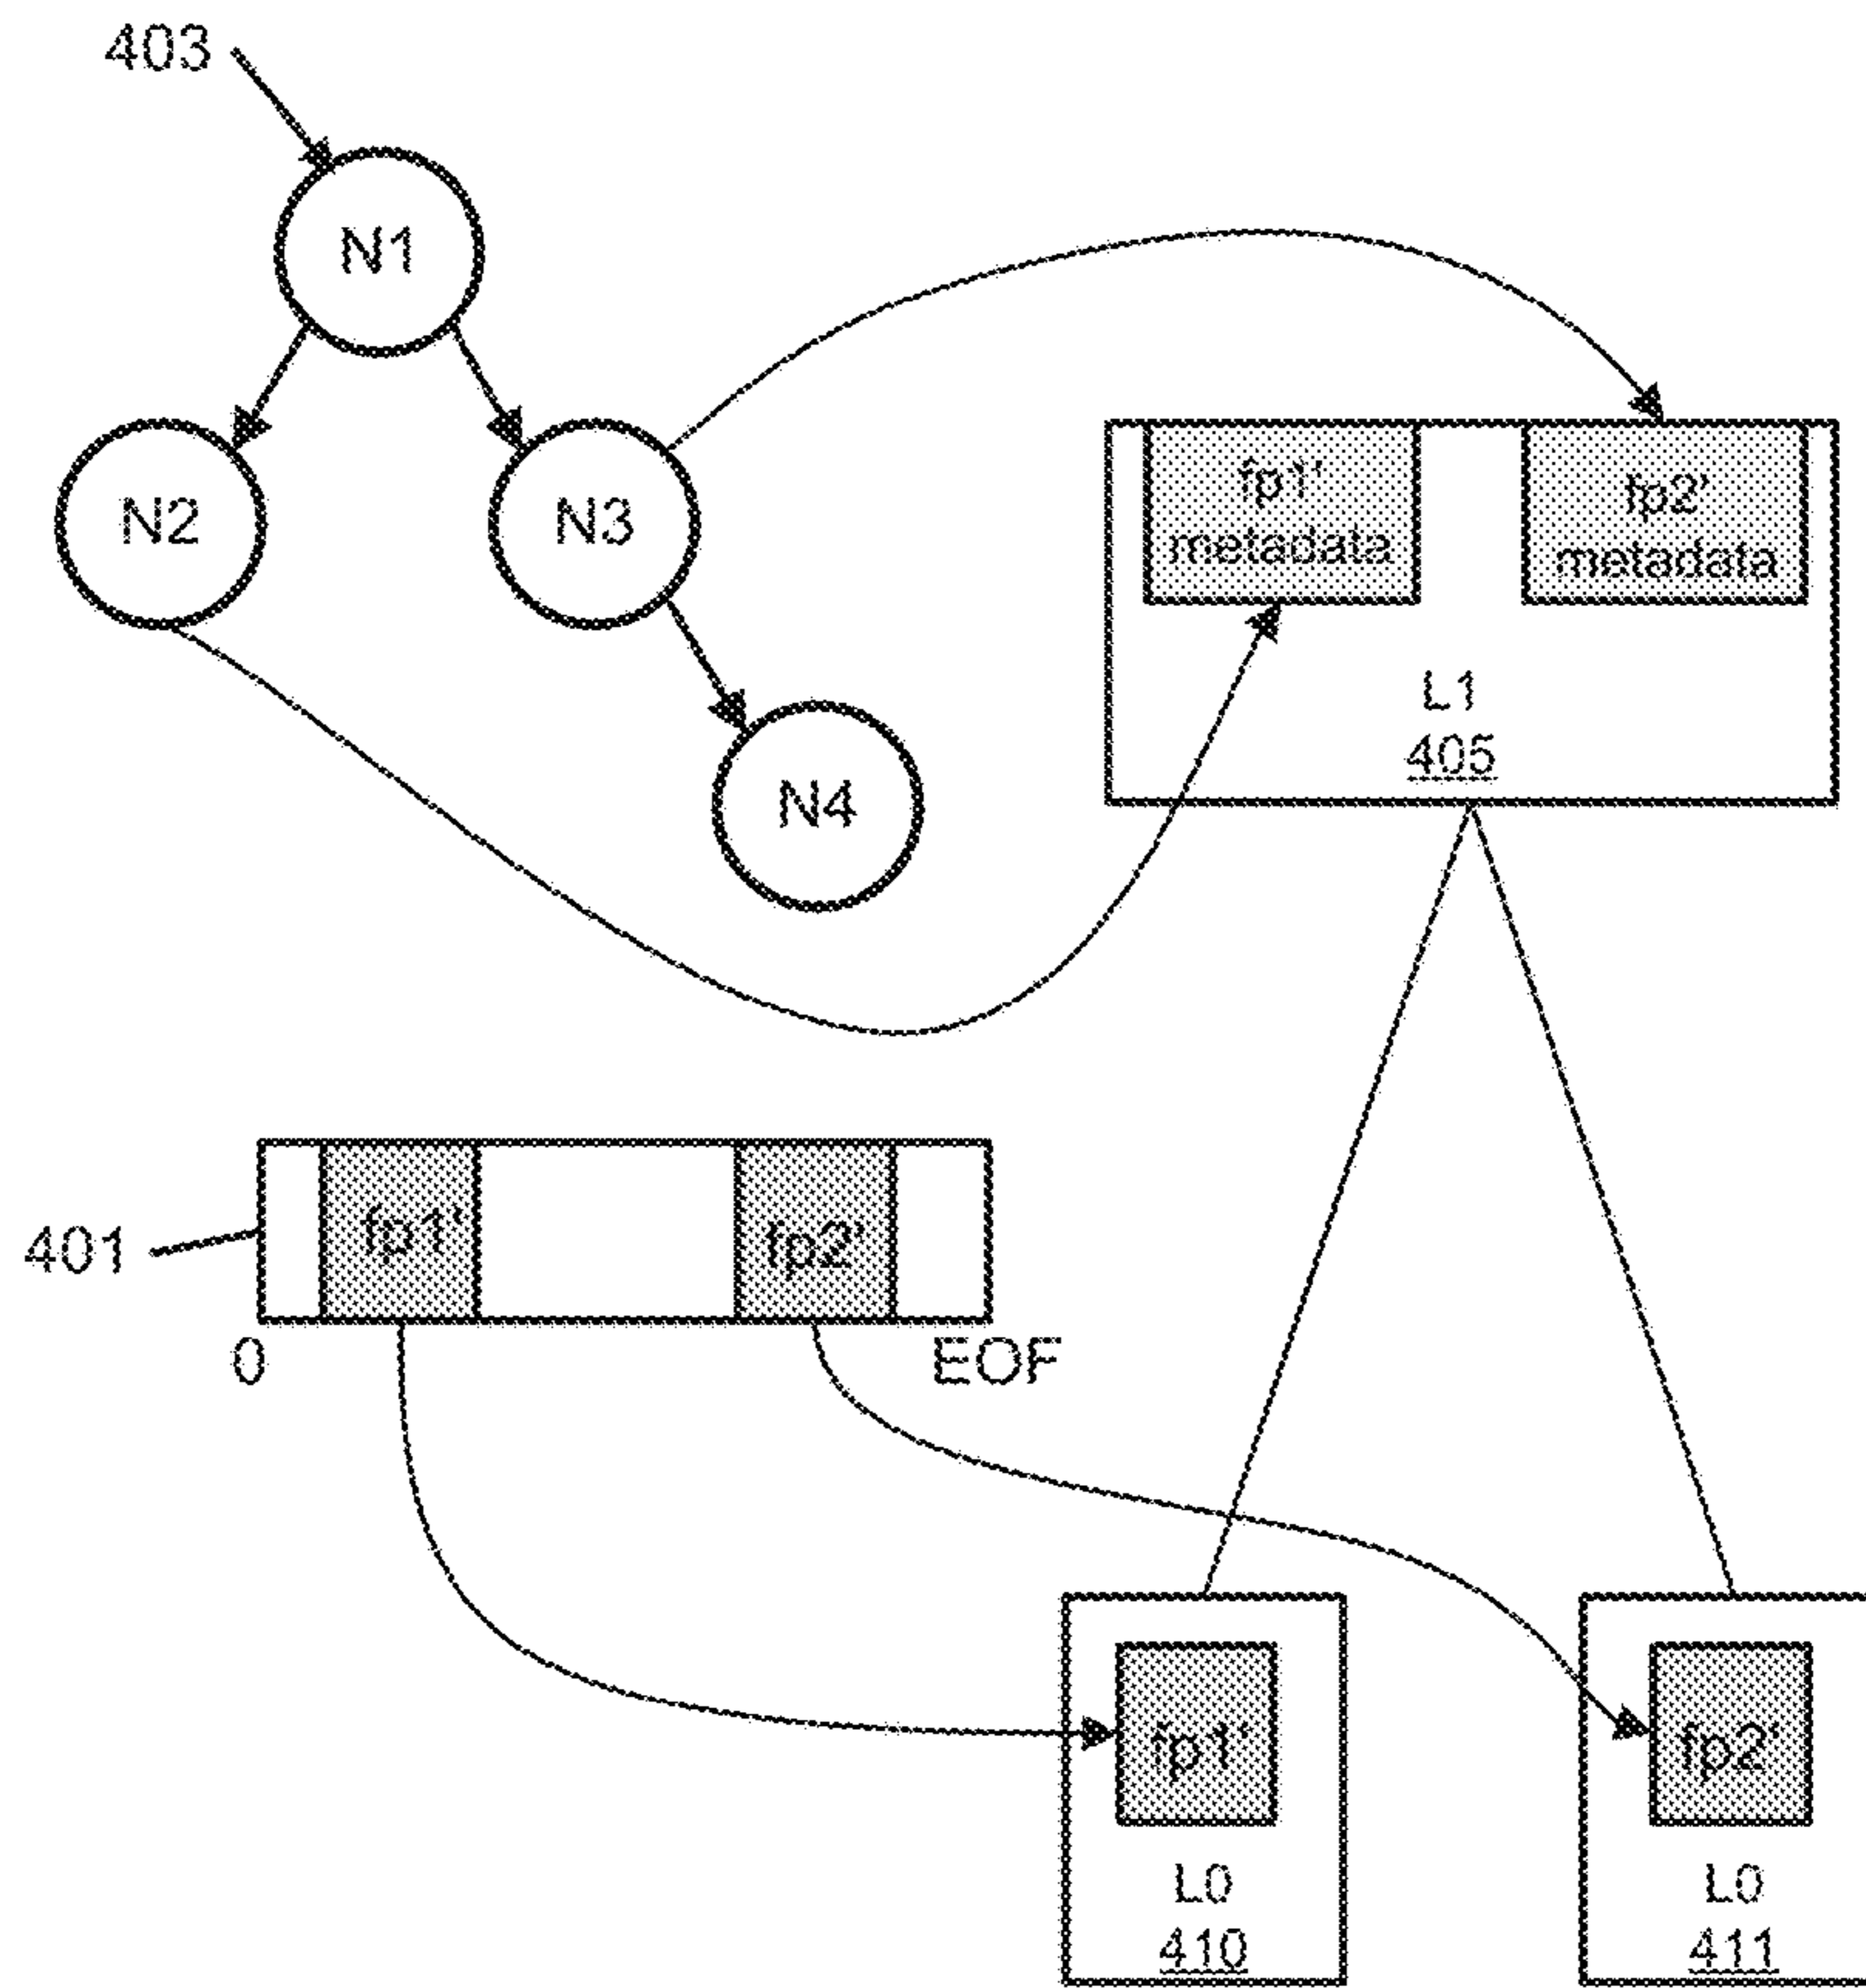 403
N1
N2
N3
N4
fp1'
metadata
fp2'
metadata
L1
405
401
fp1'
fp2'
0
EOF
fp1'
L0
410
fp2'
L0
411